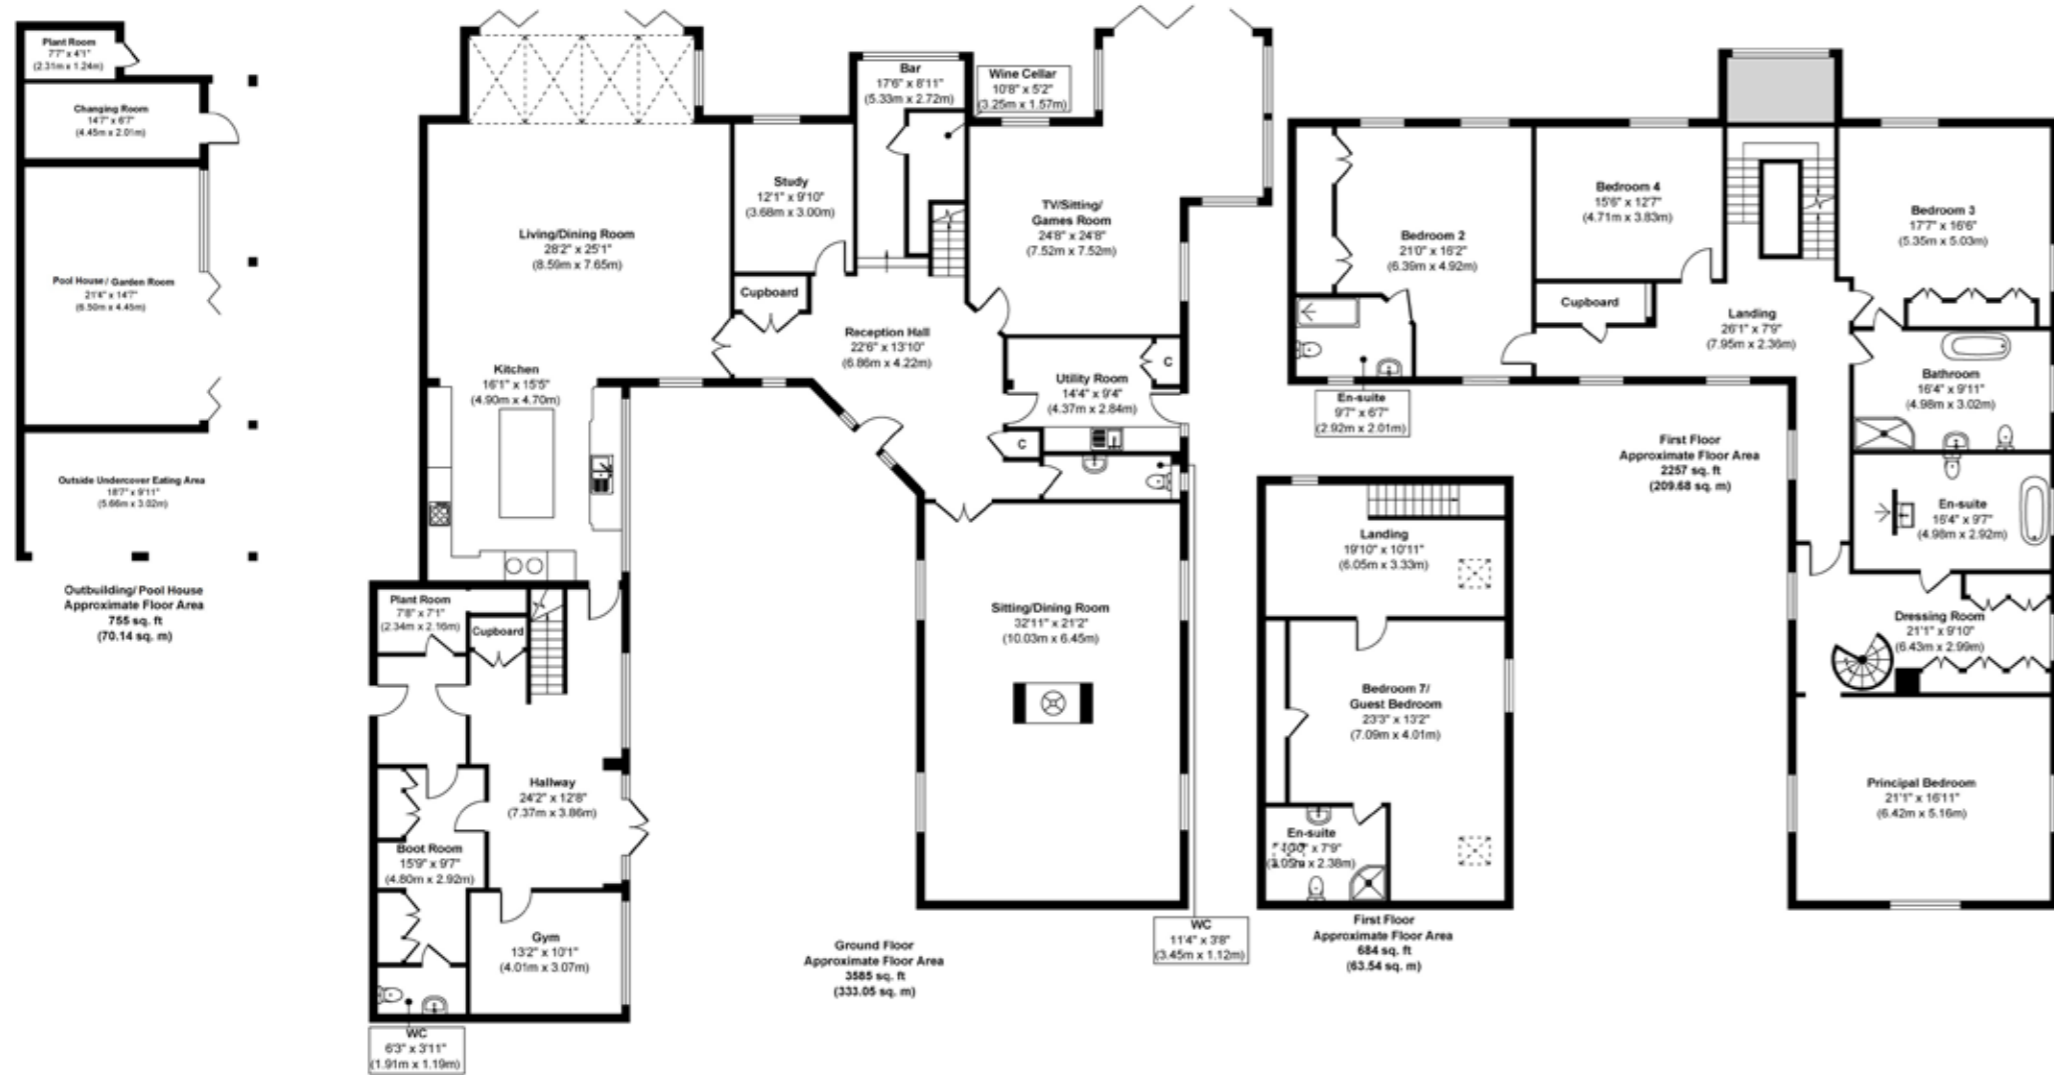 Plant Room
7'7" x 4'1"
(2.31m x 1.24m)
Changing Room
14'7" x 6'7"
(4.45m x 2.01m)
Pool House / Garden Room
21'4" x 14'7"
(6.50m x 4.45m)
Outside Undercover Eating Area
18'7" x 9'11"
(5.66m x 3.02m)
Outbuilding/ Pool House
Approximate Floor Area
755 sq. ft
(70.14 sq. m)
Living/Dining Room
28'2" x 25'1"
(8.59m x 7.65m)
Study
12'1" x 9'10"
(3.68m x 3.00m)
Bar
17'6" x 8'11"
(5.33m x 2.72m)
Wine Cellar
10'8" x 5'2"
(3.25m x 1.57m)
TV/Sitting/
Games Room
24'8" x 24'8"
(7.52m x 7.52m)
Cupboard
Reception Hall
22'6" x 13'10"
(6.86m x 4.22m)
Kitchen
16'1" x 15'5"
(4.90m x 4.70m)
C
Utility Room
14'4" x 9'4"
(4.37m x 2.84m)
C
Sitting/Dining Room
32'11" x 21'2"
(10.03m x 6.45m)
Plant Room
7'8" x 7'1"
(2.34m x 2.16m)
Cupboard
Hallway
24'2" x 12'8"
(7.37m x 3.86m)
Boot Room
15'9" x 9'7"
(4.80m x 2.92m)
Gym
13'2" x 10'1"
(4.01m x 3.07m)
WC
6'3" x 3'11"
(1.91m x 1.19m)
WC
11'4" x 3'8"
(3.45m x 1.12m)
Ground Floor
Approximate Floor Area
3585 sq. ft
(333.05 sq. m)
Landing
19'10" x 10'11"
(6.05m x 3.33m)
Bedroom 7/
Guest Bedroom
23'3" x 13'2"
(7.09m x 4.01m)
En-suite
x 7'9"
x 2.38m)
First Floor
Approximate Floor Area
684 sq. ft
(63.54 sq. m)
Bedroom 2
21'0" x 16'2"
(6.39m x 4.92m)
Bedroom 4
15'6" x 12'7"
(4.71m x 3.83m)
Bedroom 3
17'7" x 16'6"
(5.35m x 5.03m)
Cupboard
Landing
26'1" x 7'9"
(7.95m x 2.36m)
En-suite
9'7" x 6'7"
(2.92m x 2.01m)
Bathroom
16'4" x 9'11"
(4.98m x 3.02m)
First Floor
Approximate Floor Area
2257 sq. ft
(209.68 sq. m)
En-suite
16'4" x 9'7"
(4.98m x 2.92m)
Dressing Room
21'1" x 9'10"
(6.43m x 2.99m)
Principal Bedroom
21'1" x 16'11"
(6.42m x 5.16m)